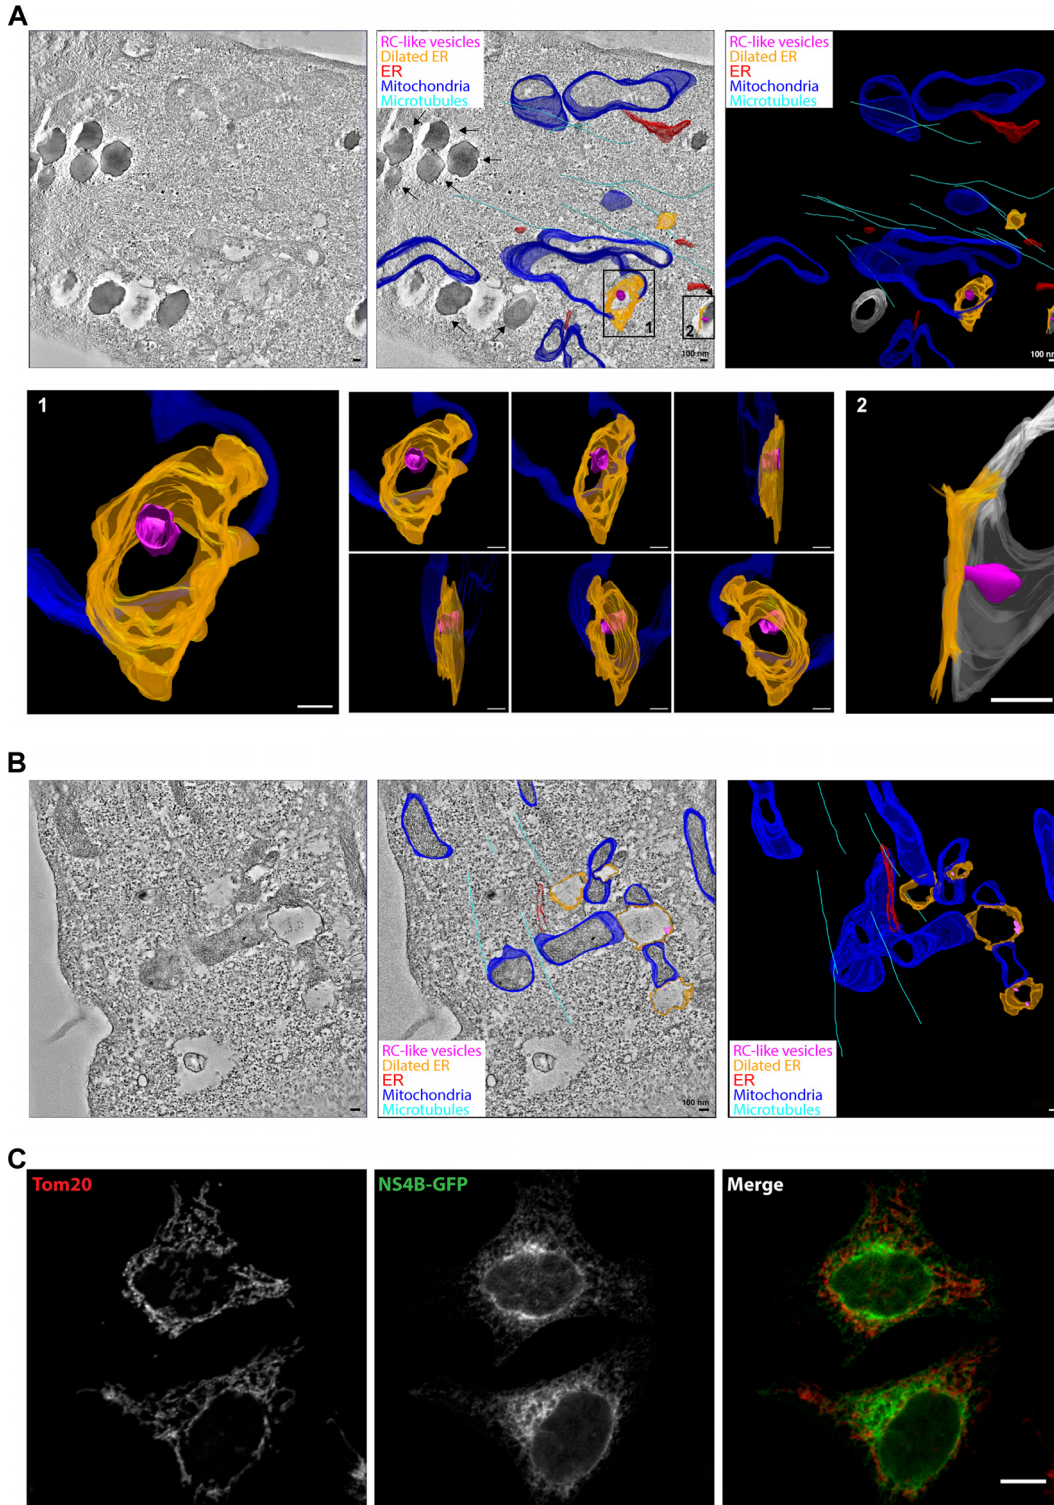 A
RC-like vesicles
Dilated ER
ER
Mitochondria
Microtubules
1
2
100 nm
RC-like vesicles
Dilated ER
ER
Mitochondria
Microtubules
100 nm
1
2
B
RC-like vesicles
Dilated ER
ER
Mitochondria
Microtubules
100 nm
RC-like vesicles
Dilated ER
ER
Mitochondria
Microtubules
C
Tom20
NS4B-GFP
Merge